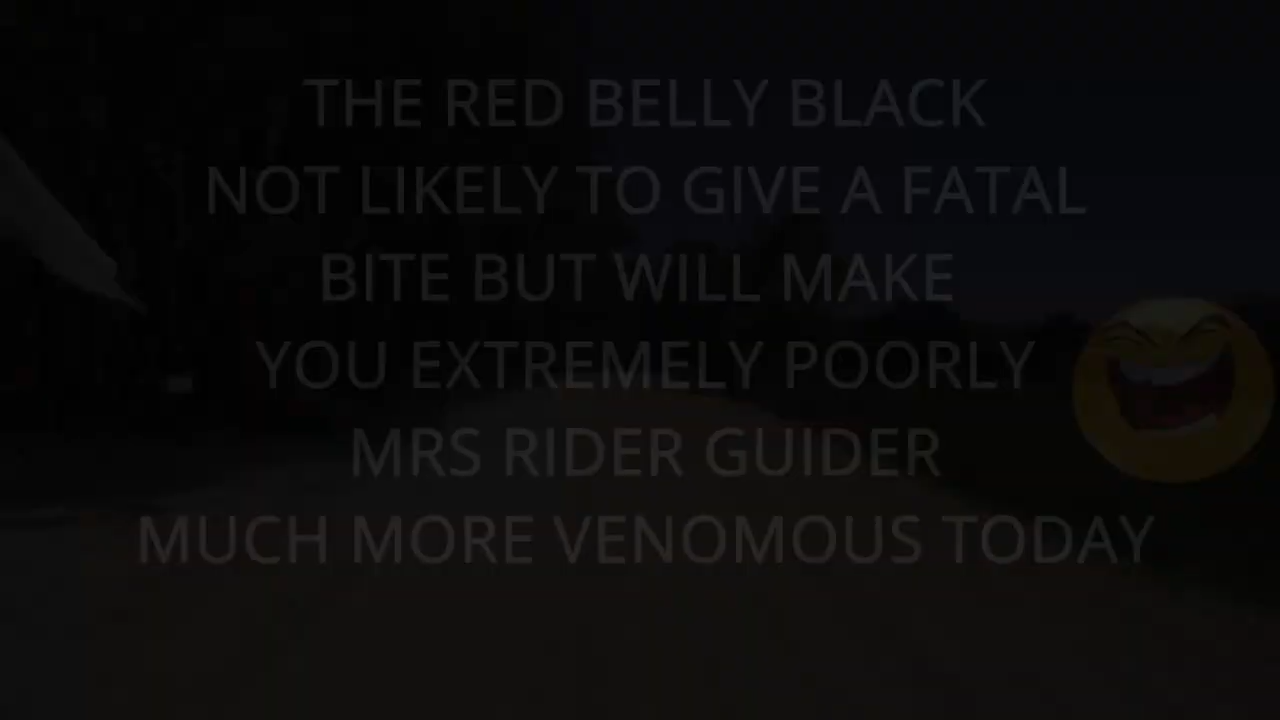 THE RED BELLY BLACK
NOT LIKELY TO GIVE A FATAL
BITE BUT WILL MAKE
YOU EXTREMELY POORLY
MRS RIDER GUIDER
MUCH MORE VENOMOUS TODAY